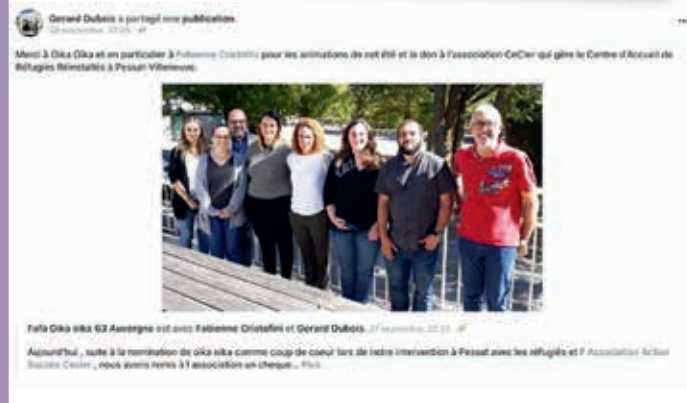 Gerard Dubois a partagé une publication.
Merci à Oika Oika et en particulier à Fabienne Cristofini pour les animations de cet été et le don à l'association CeCler qui gère le Centre d'Accueil de
Réfugiés Réinstallés à Pessat-Villeneuve.
Fafa Oika oika 63 Auvergne est avec Fabienne Cristofini et Gerard Dubois.
Aujourd'hui , suite à la nomination de oika oika comme coup de coeur lors de notre intervention à Pessat avec les réfugiés et l' Association Action
Sociale Cecler , nous avons remis à l association un cheque... Plus